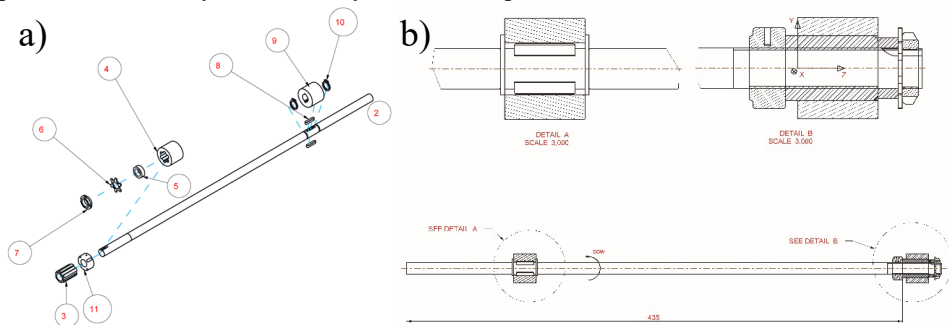 a)
4
6
5
7
3
11
8
9
10
2
b)
Y
X
Z
DETAIL A
SCALE 3,000
DETAIL B
SCALE 3,000
SEE DETAIL A
CCW
SEE DETAIL B
435